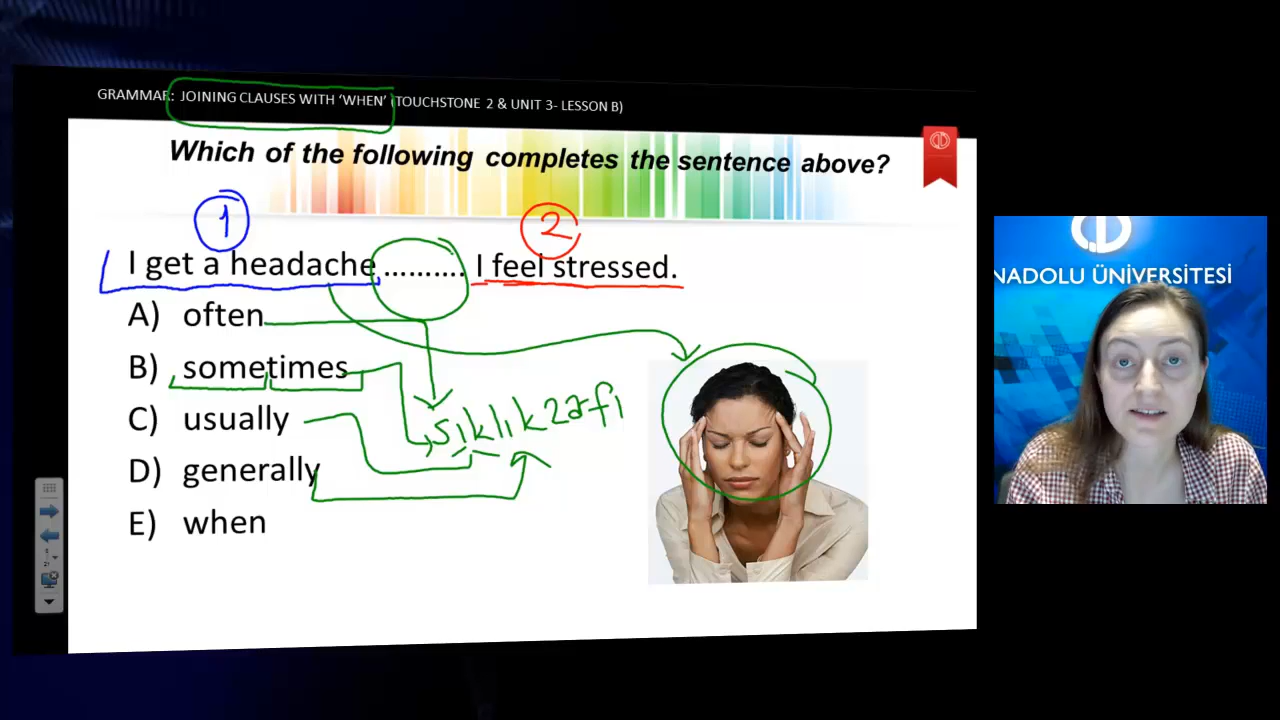 GRAMMAR: JOINING CLAUSES WITH 'WHEN' (TOUCHSTONE 2 & UNIT 3- LESSON B)
Which of the following completes the sentence above?
1
2
I get a headache .......... I feel stressed.
A) often
B) sometimes
C) usually
D) generally
E) when
sıklık zarfı
NADOLU ÜNİVERSİTESİ